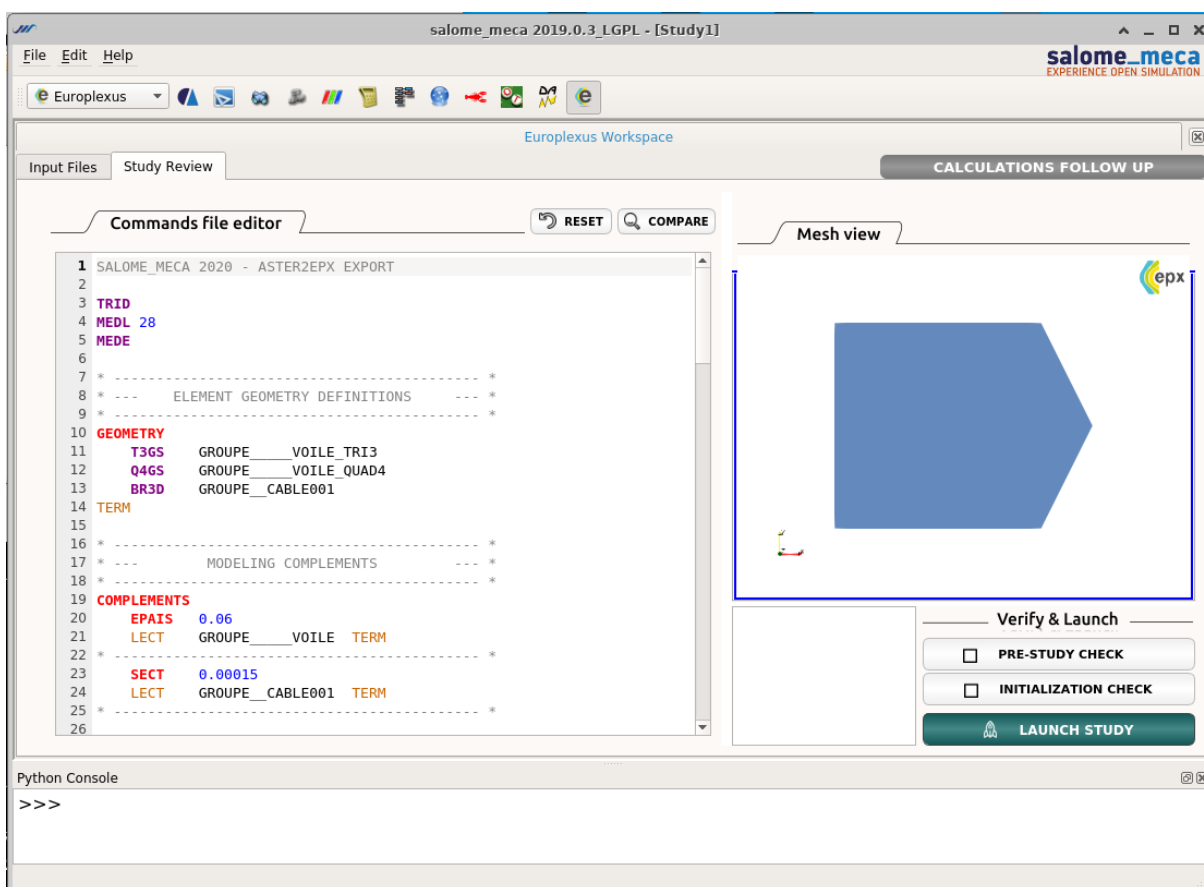 salome_meca 2019.0.3_LGPL - [Study1]
File Edit Help
salome_meca
EXPERIENCE OPEN SIMULATION
Europlexus
Europlexus Workspace
Input Files Study Review
CALCULATIONS FOLLOW UP
Commands file editor
RESET COMPARE
Mesh view
epx
1 SALOME_MECA 2020 - ASTER2EPX EXPORT
2
3 TRID
4 MEDL 28
5 MEDE
6
7 * ------------------------------------------- *
8 * --- ELEMENT GEOMETRY DEFINITIONS --- *
9 * ------------------------------------------- *
10 GEOMETRY
11 T3GS GROUPE_____VOILE_TRI3
12 Q4GS GROUPE_____VOILE_QUAD4
13 BR3D GROUPE__CABLE001
14 TERM
15
16 * ------------------------------------------- *
17 * --- MODELING COMPLEMENTS --- *
18 * ------------------------------------------- *
19 COMPLEMENTS
20 EPAIS 0.06
21 LECT GROUPE_____VOILE TERM
22 * ------------------------------------------- *
23 SECT 0.00015
24 LECT GROUPE__CABLE001 TERM
25 * ------------------------------------------- *
26
Verify & Launch
PRE-STUDY CHECK
INITIALIZATION CHECK
LAUNCH STUDY
Python Console
>>>